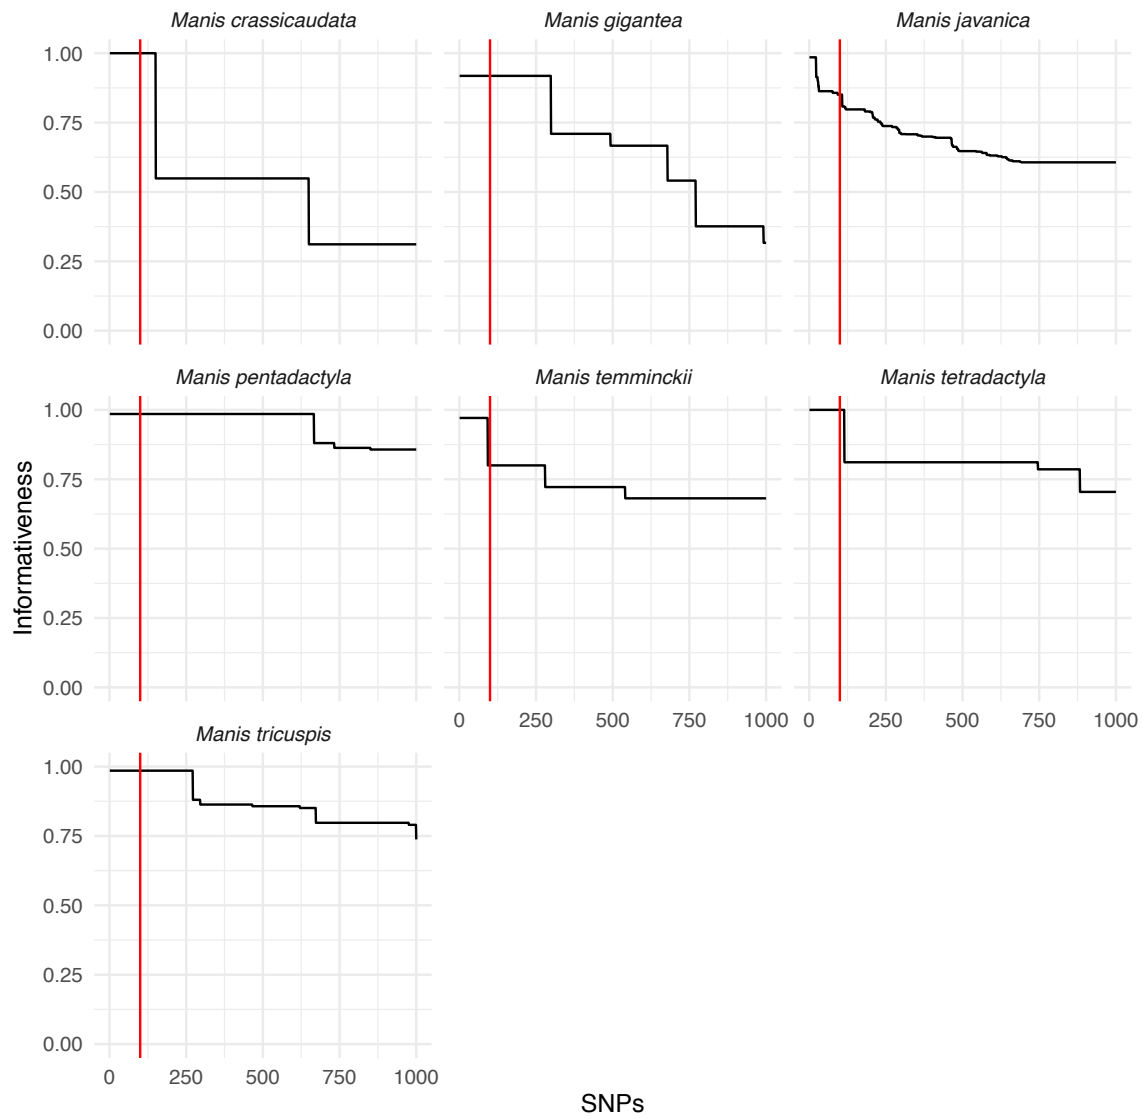 Manis crassicaudata
Manis gigantea
Manis javanica
1.00
0.75
0.50
0.25
0.00
Manis pentadactyla
Manis temminckii
Manis tetradactyla
1.00
0.75
0.50
0.25
0.00
0 250 500 750 1000
0 250 500 750 1000
Manis tricuspis
1.00
0.75
0.50
0.25
0.00
0 250 500 750 1000
Informativeness
SNPs